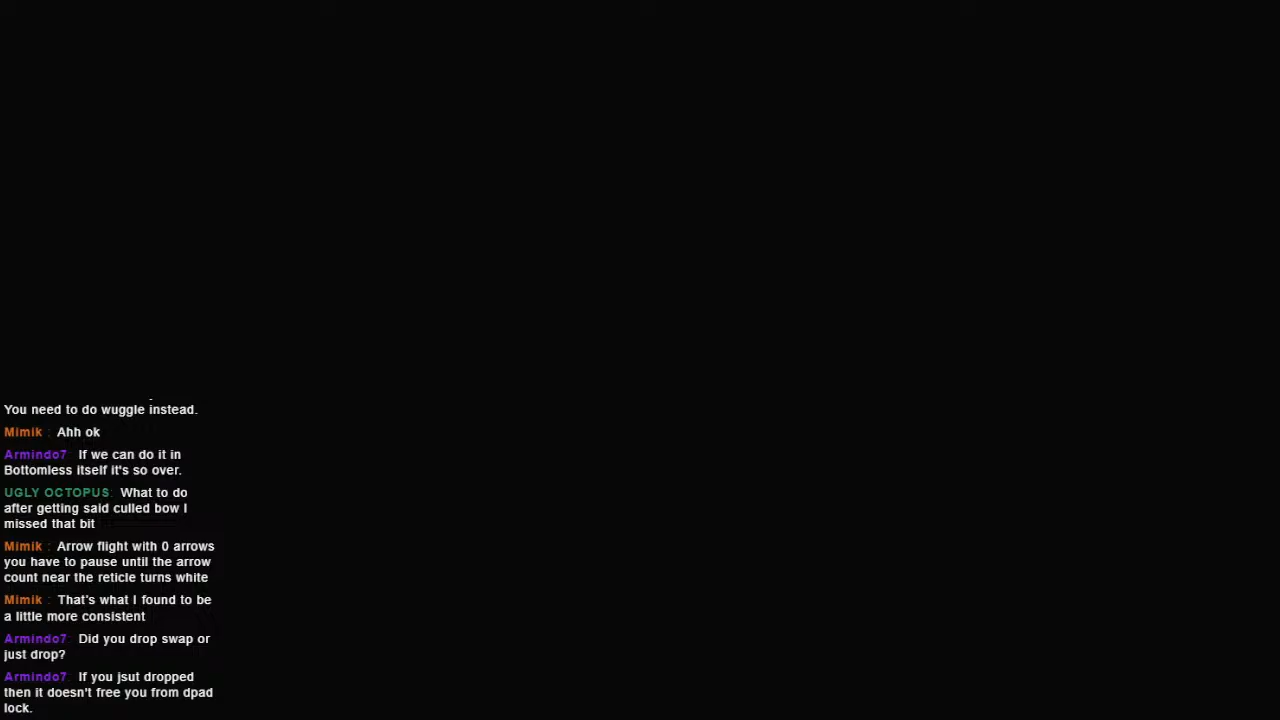 You need to do wuggle instead.
Mimik : Ahh ok
Armindo7: If we can do it in
Bottomless itself it's so over.
UGLY OCTOPUS: What to do
after getting said culled bow I
missed that bit
Mimik : Arrow flight with 0 arrows
you have to pause until the arrow
count near the reticle turns white
Mimik : That's what I found to be
a little more consistent
Armindo7: Did you drop swap or
just drop?
Armindo7: If you jsut dropped
then it doesn't free you from dpad
lock.